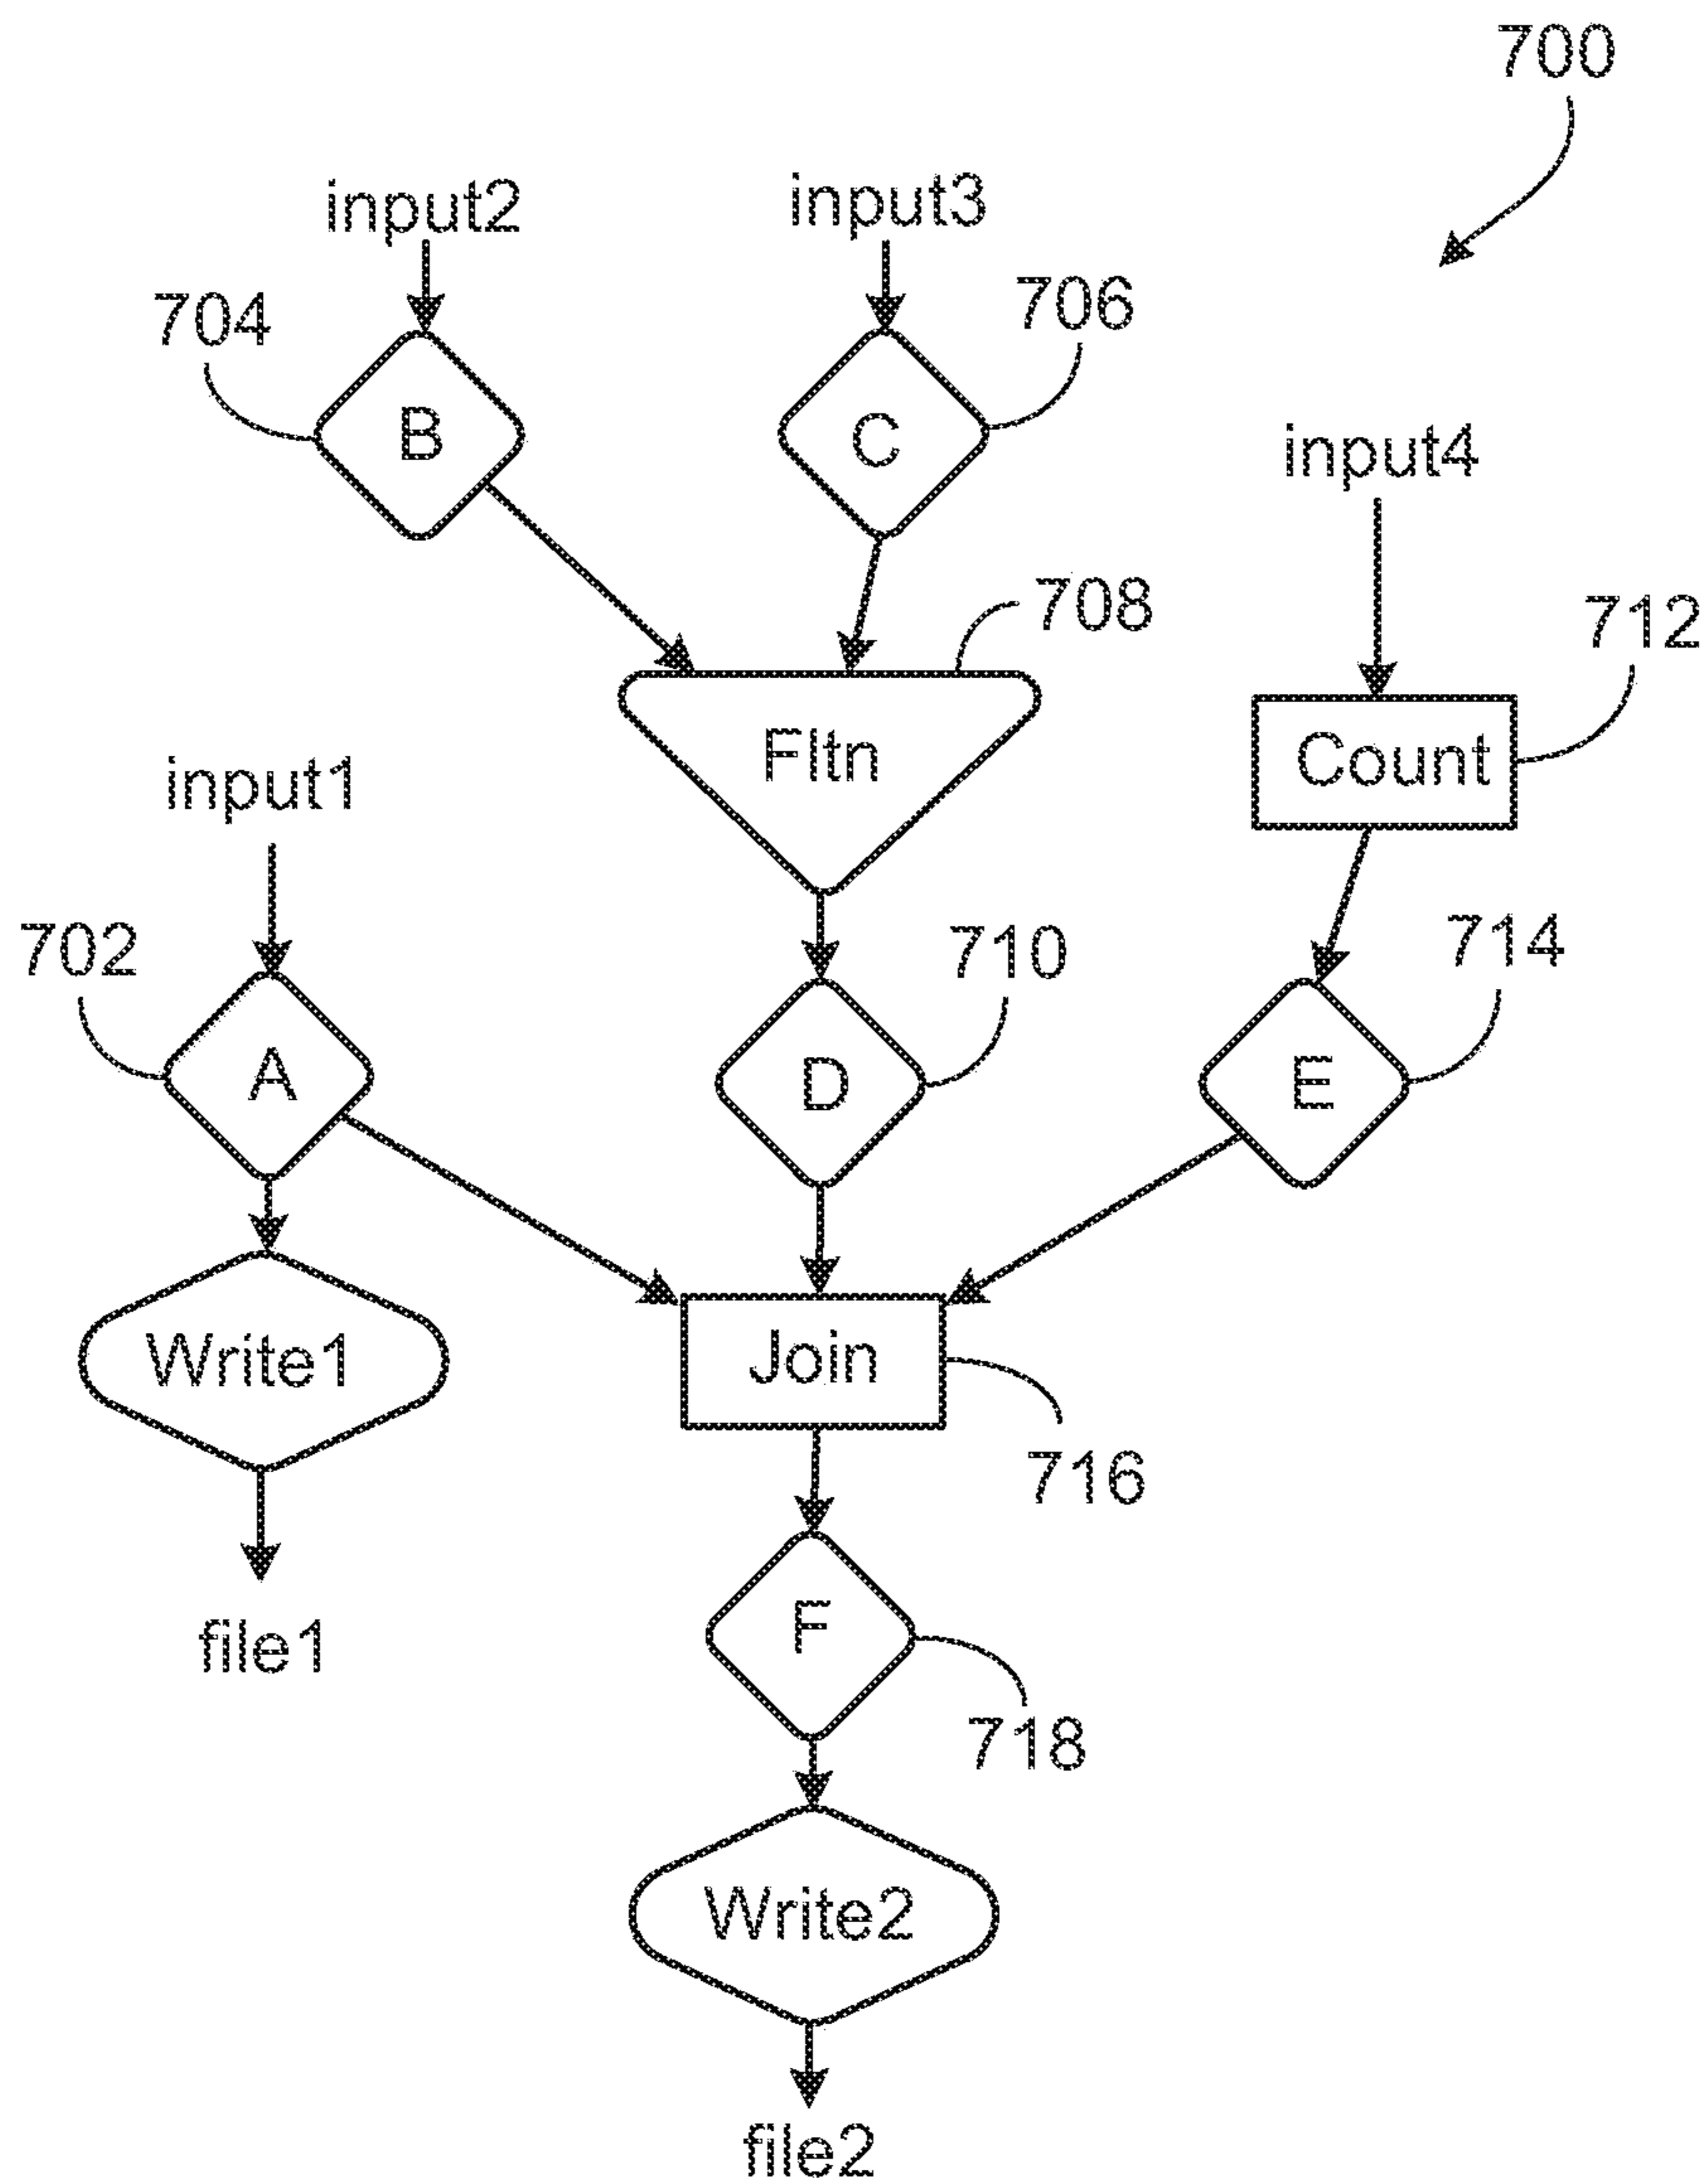 700
input2
input3
704
706
B
C
input4
708
712
Fltn
Count
input1
702
710
714
A
D
E
Write1
Join
716
file1
F
718
Write2
file2